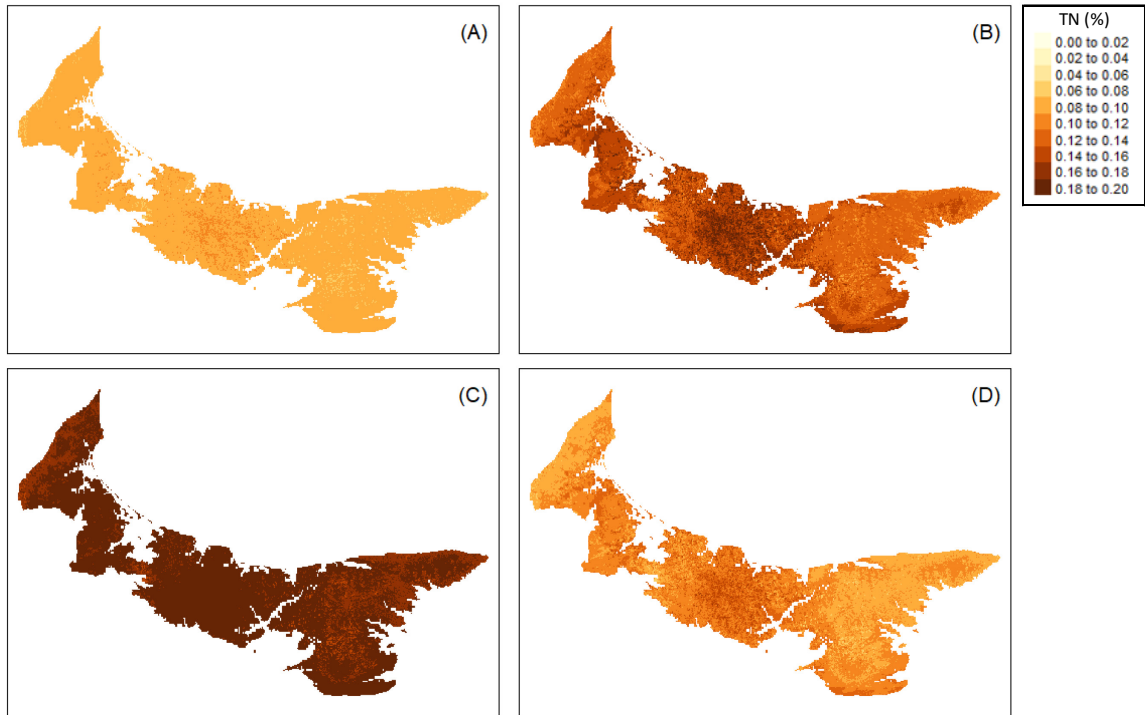 (A)
(B)
TN (%)
0.00 to 0.02
0.02 to 0.04
0.04 to 0.06
0.06 to 0.08
0.08 to 0.10
0.10 to 0.12
0.12 to 0.14
0.14 to 0.16
0.16 to 0.18
0.18 to 0.20
(C)
(D)